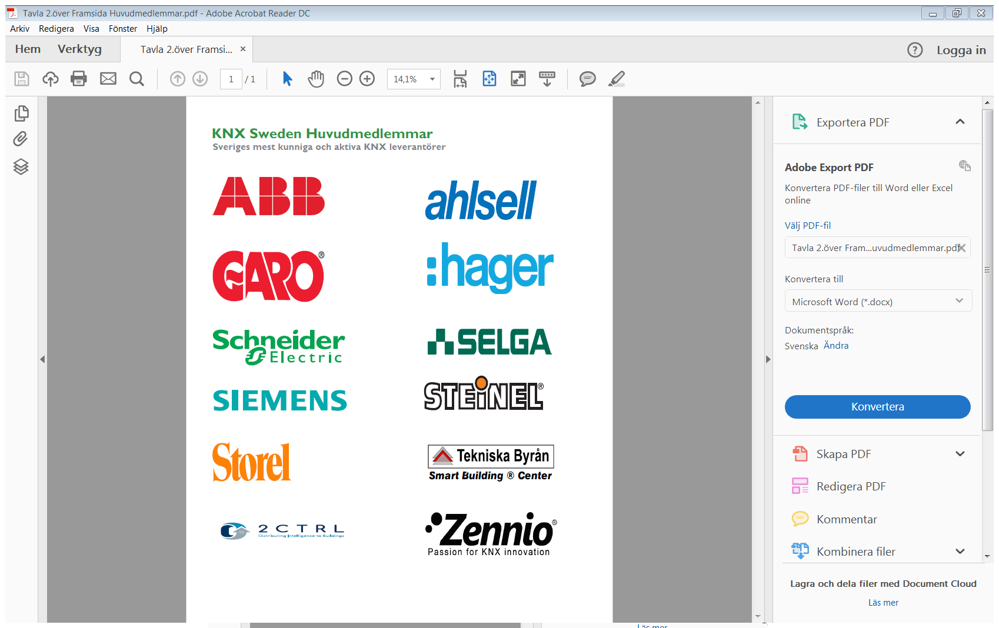 Tavla 2.över Framsida Huvudmedlemmar.pdf - Adobe Acrobat Reader DC
Arkiv Redigera Visa Fönster Hjälp
Hem Verktyg Tavla 2.över Framsi... ×
? Logga in
1 / 1 14,1%
KNX Sweden Huvudmedlemmar
Sveriges mest kunniga och aktiva KNX leverantörer
ABB
ahlsell
GARO®
:hager
Schneider
Electric
SELGA
SIEMENS
STEiNEL®
Storel
Tekniska Byrån
Smart Building ® Center
2CTRL
Distributing Intelligence to Buildings
Zennio®
Passion for KNX innovation
Exportera PDF
Adobe Export PDF
Konvertera PDF-filer till Word eller Excel
online
Välj PDF-fil
Tavla 2.över Fram...uvudmedlemmar.pdf
Konvertera till
Microsoft Word (*.docx)
Dokumentspråk:
Svenska Ändra
Konvertera
Skapa PDF
Redigera PDF
Kommentar
Kombinera filer
Lagra och dela filer med Document Cloud
Läs mer
Läs mer